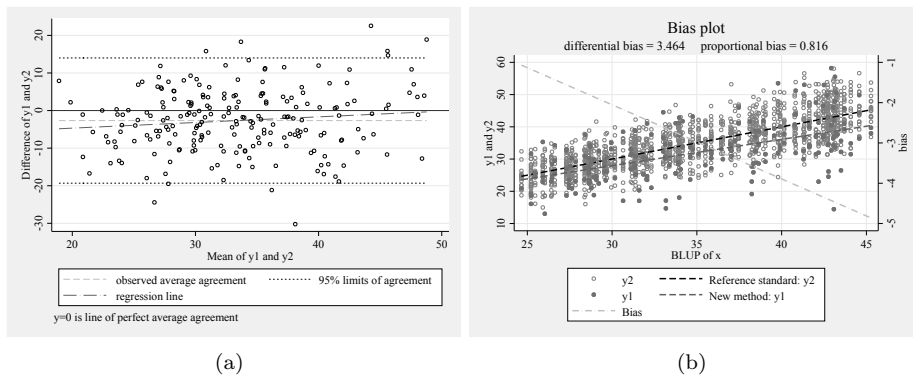 20
10
0
-10
-20
-30
Difference of y1 and y2
20
30
40
50
Mean of y1 and y2
observed average agreement
95% limits of agreement
regression line
y=0 is line of perfect average agreement
(a)
Bias plot
differential bias = 3.464 proportional bias = 0.816
60
50
40
30
20
10
y1 and y2
-1
-2
-3
-4
-5
bias
25
30
35
40
45
BLUP of x
y2
Reference standard: y2
y1
New method: y1
Bias
(b)